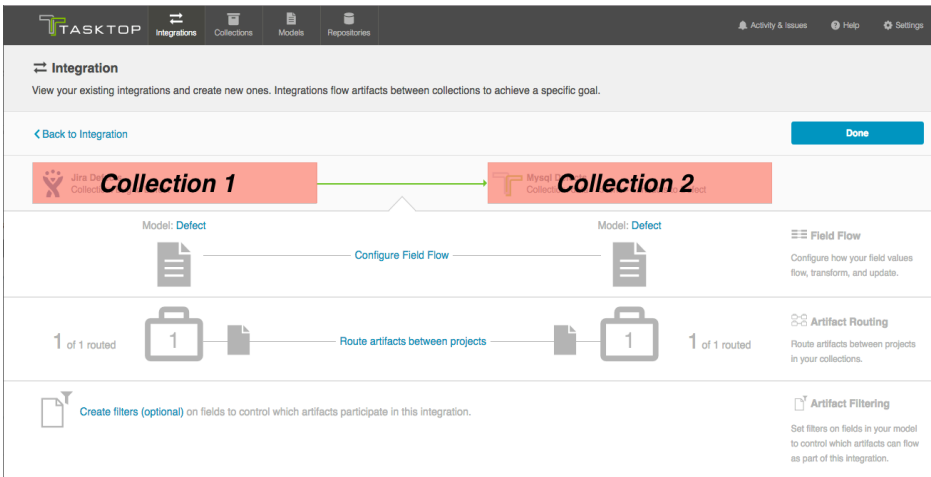 TASKTOP
Integrations
Collections
Models
Repositories
Activity & Issues
Help
Settings
Integration
View your existing integrations and create new ones. Integrations flow artifacts between collections to achieve a specific goal.
Back to Integration
Done
Jira
Collection 1
Mysql
Collection 2
Model: Defect
Model: Defect
Configure Field Flow
Field Flow
Configure how your field values
flow, transform, and update.
1 of 1 routed
1
Route artifacts between projects
1
1 of 1 routed
Artifact Routing
Route artifacts between projects
in your collections.
Create filters (optional) on fields to control which artifacts participate in this integration.
Artifact Filtering
Set filters on fields in your model
to control which artifacts can flow
as part of this integration.